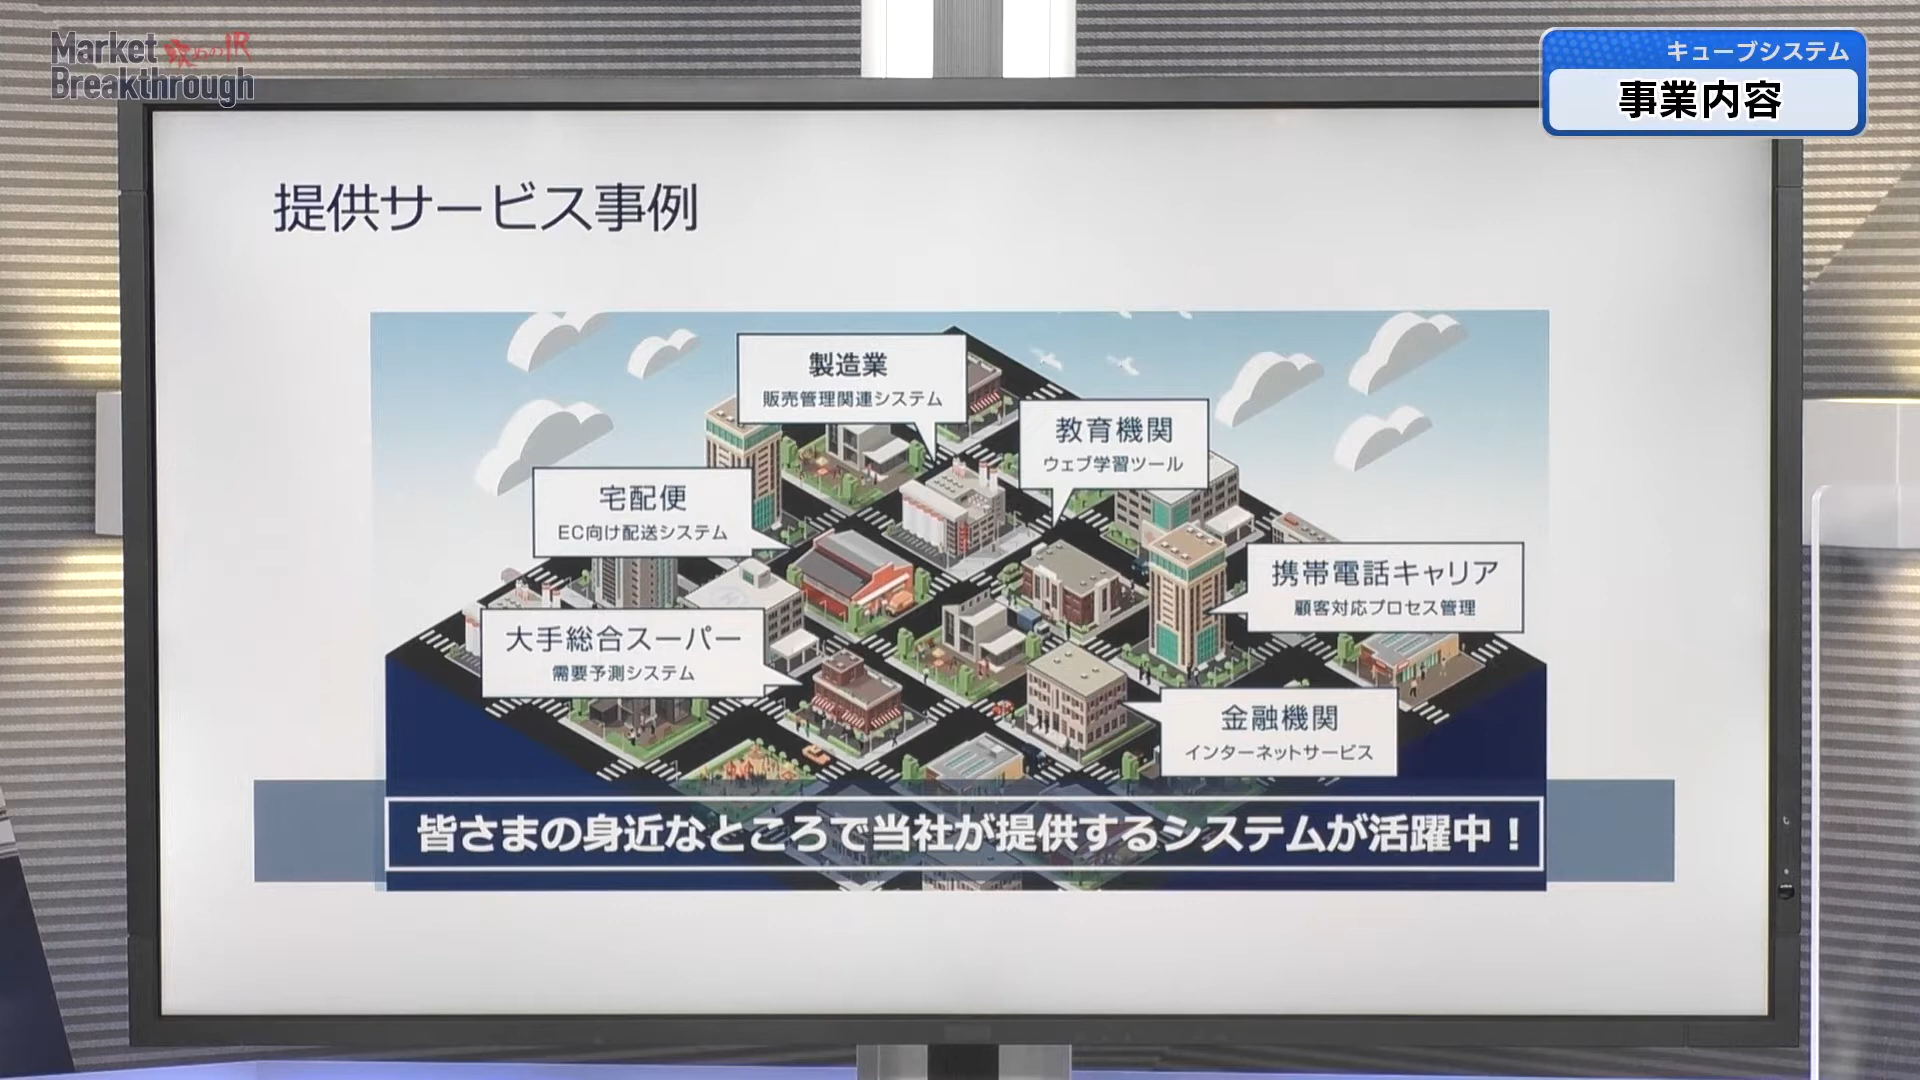 Market 攻めのIR
Breakthrough
キューブシステム
事業内容
提供サービス事例
製造業
販売管理関連システム
教育機関
ウェブ学習ツール
宅配便
EC向け配送システム
携帯電話キャリア
顧客対応プロセス管理
大手総合スーパー
需要予測システム
金融機関
インターネットサービス
皆さまの身近なところで当社が提供するシステムが活躍中！